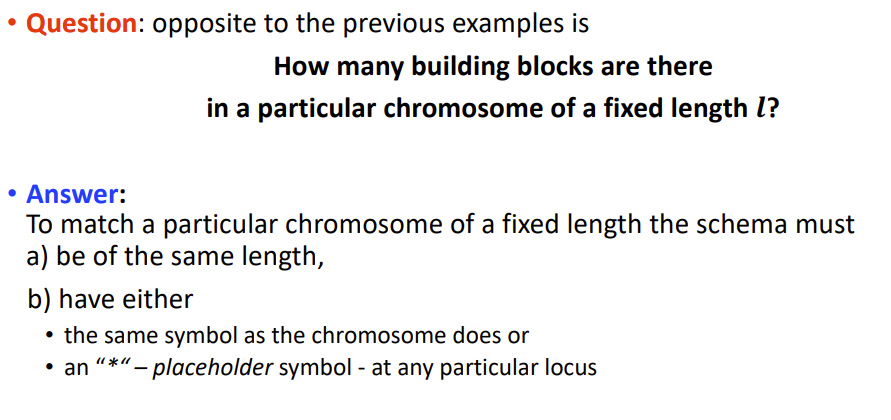 • Question: opposite to the previous examples is
How many building blocks are there
in a particular chromosome of a fixed length l?
• Answer:
To match a particular chromosome of a fixed length the schema must
a) be of the same length,
b) have either
• the same symbol as the chromosome does or
• an “*“ – placeholder symbol - at any particular locus